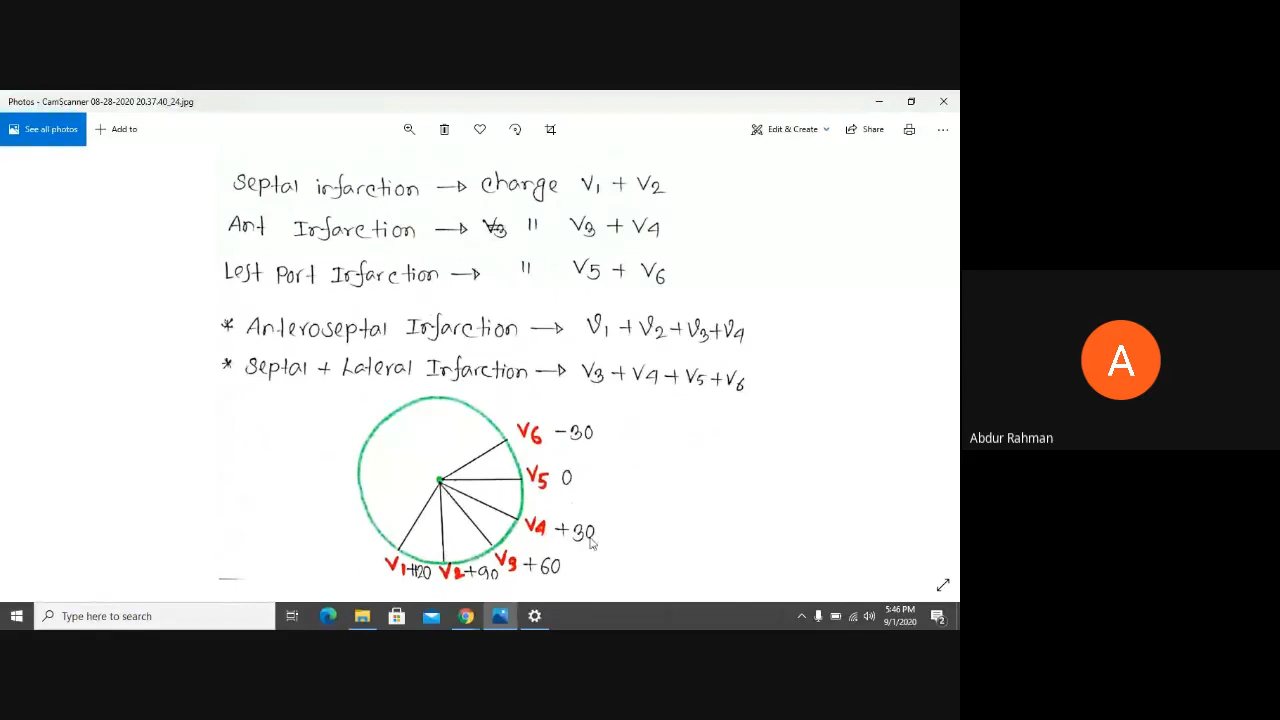 Photos - CamScanner 08-28-2020 20.37.40_24.jpg
See all photos
Add to
Edit & Create
Share
Septal infarction → change V1 + V2
Ant Infarction → V3 " V3 + V4
Left Part Infarction → " V5 + V6
* Anteroseptal Infarction → V1 + V2 + V3 + V4
* Septal + Lateral Infarction → V3 + V4 + V5 + V6
V6 -30
V5 0
V4 +30
V3 +60
V1 +120 V2 +90
A
Abdur Rahman
Type here to search
5:46 PM
9/1/2020
2